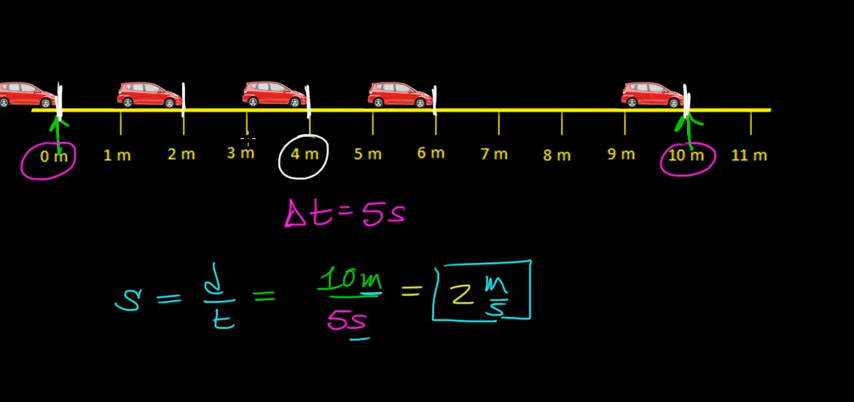 0 m 1 m 2 m 3 m 4 m 5 m 6 m 7 m 8 m 9 m 10 m 11 m
Δt = 5s
s = d/t = 10m/5s = 2 m/s